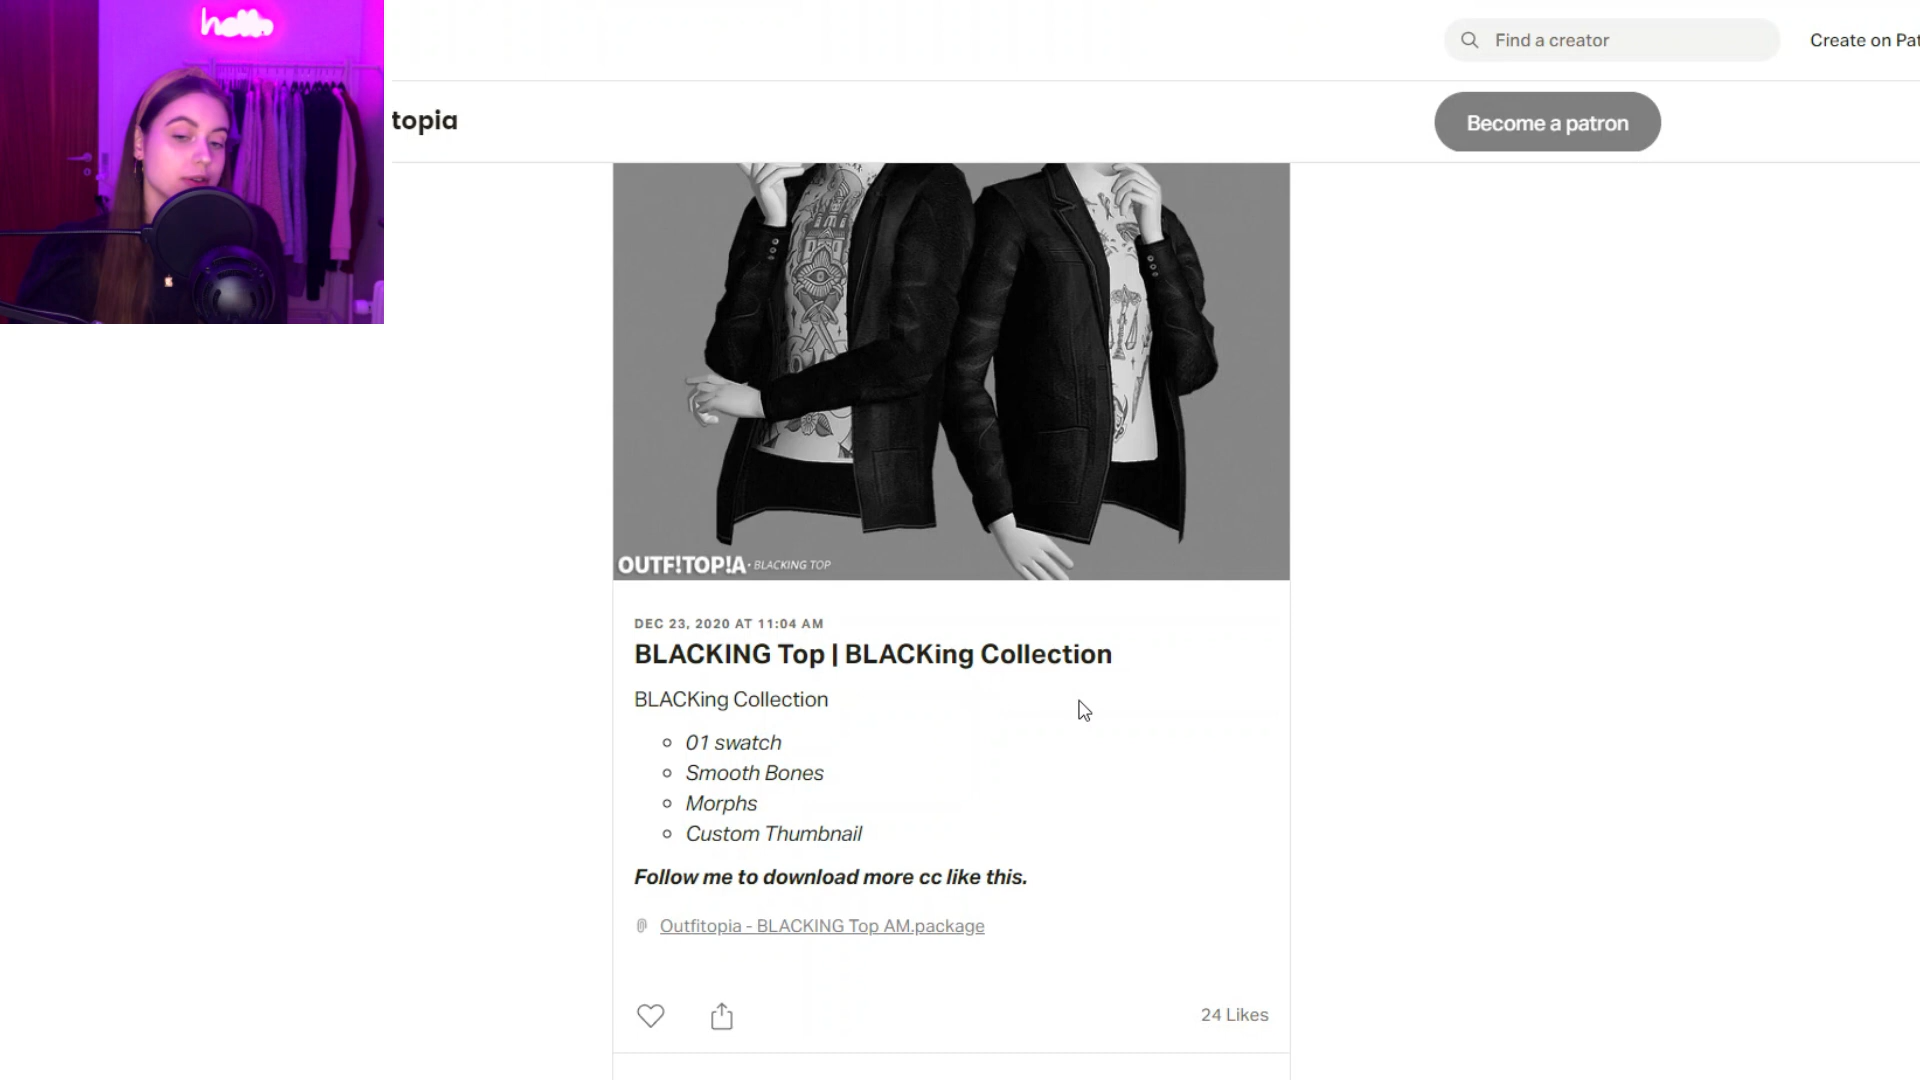 hello
Find a creator
Create on Pat
topia
Become a patron
OUTF!TOP!A · BLACKING TOP
DEC 23, 2020 AT 11:04 AM
BLACKING Top | BLACKing Collection
BLACKing Collection
01 swatch
Smooth Bones
Morphs
Custom Thumbnail
Follow me to download more cc like this.
Outfitopia - BLACKING Top AM.package
24 Likes